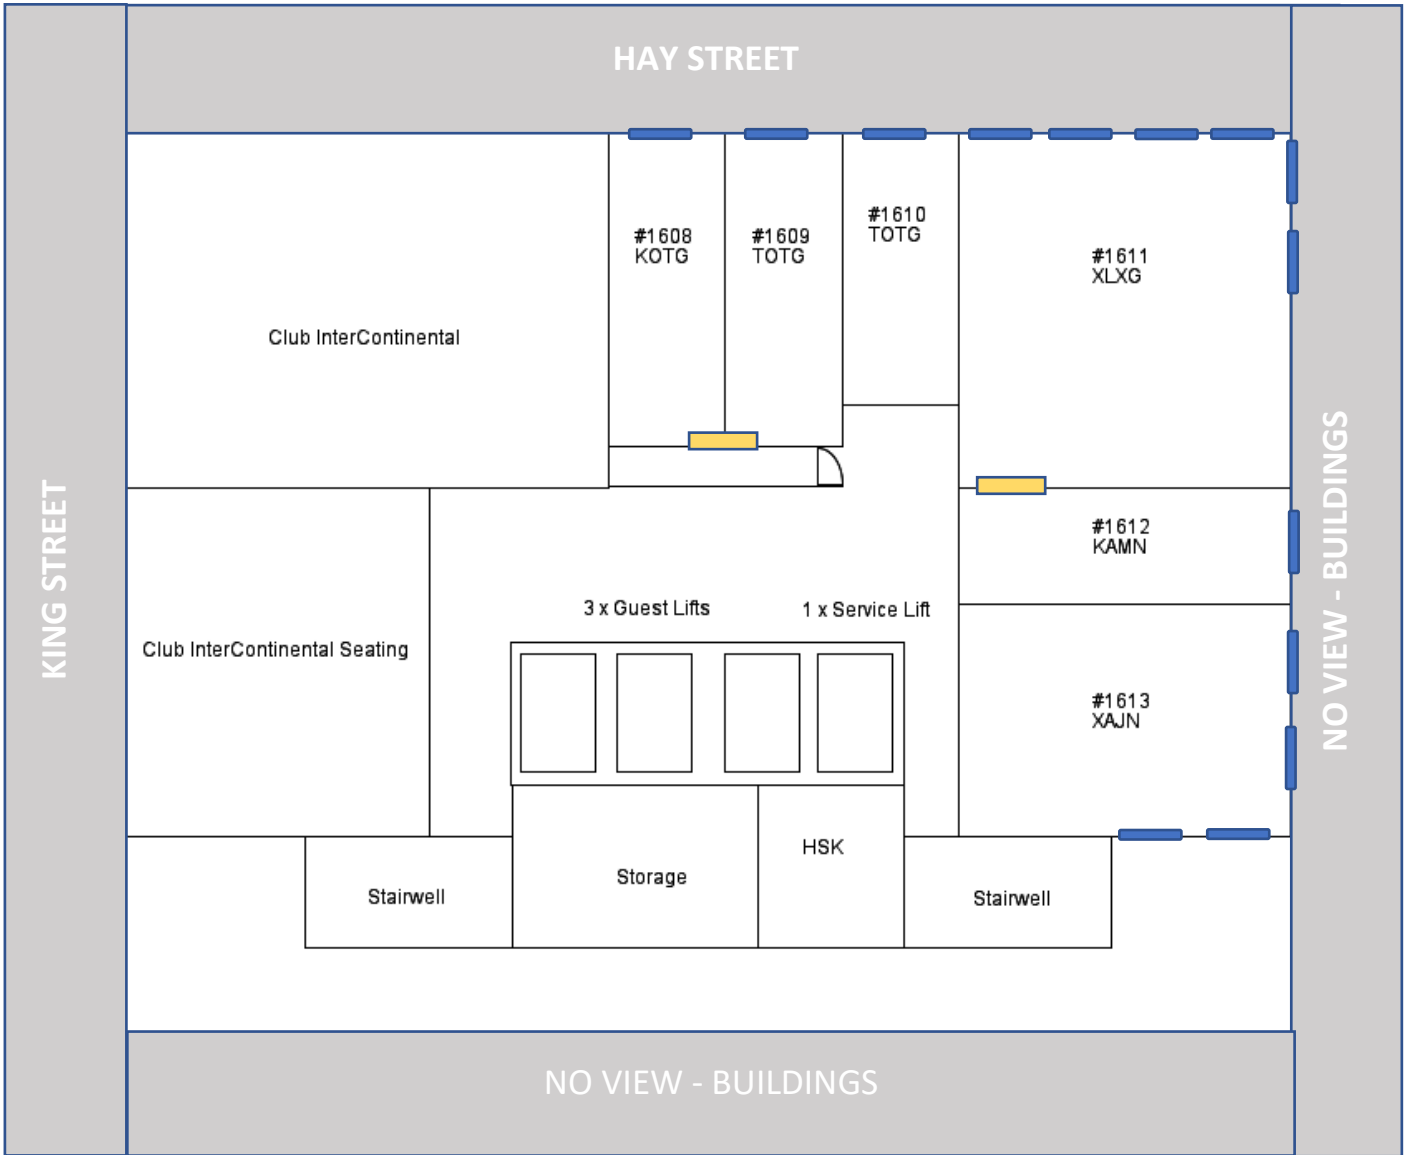 HAY STREET
#1608
KOTG
#1609
TOTG
#1610
TOTG
#1611
XLXG
Club InterContinental
KING STREET
NO VIEW - BUILDINGS
#1612
KAMN
3 x Guest Lifts
1 x Service Lift
Club InterContinental Seating
#1613
XAJN
HSK
Storage
Stairwell
Stairwell
NO VIEW - BUILDINGS